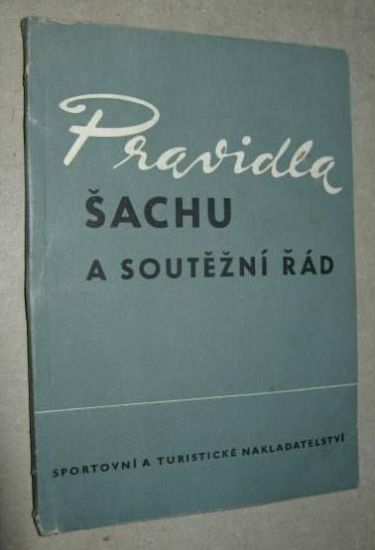 Pravidla
ŠACHU
A SOUTĚŽNÍ ŘÁD
SPORTOVNÍ A TURISTICKÉ NAKLADATELSTVÍ